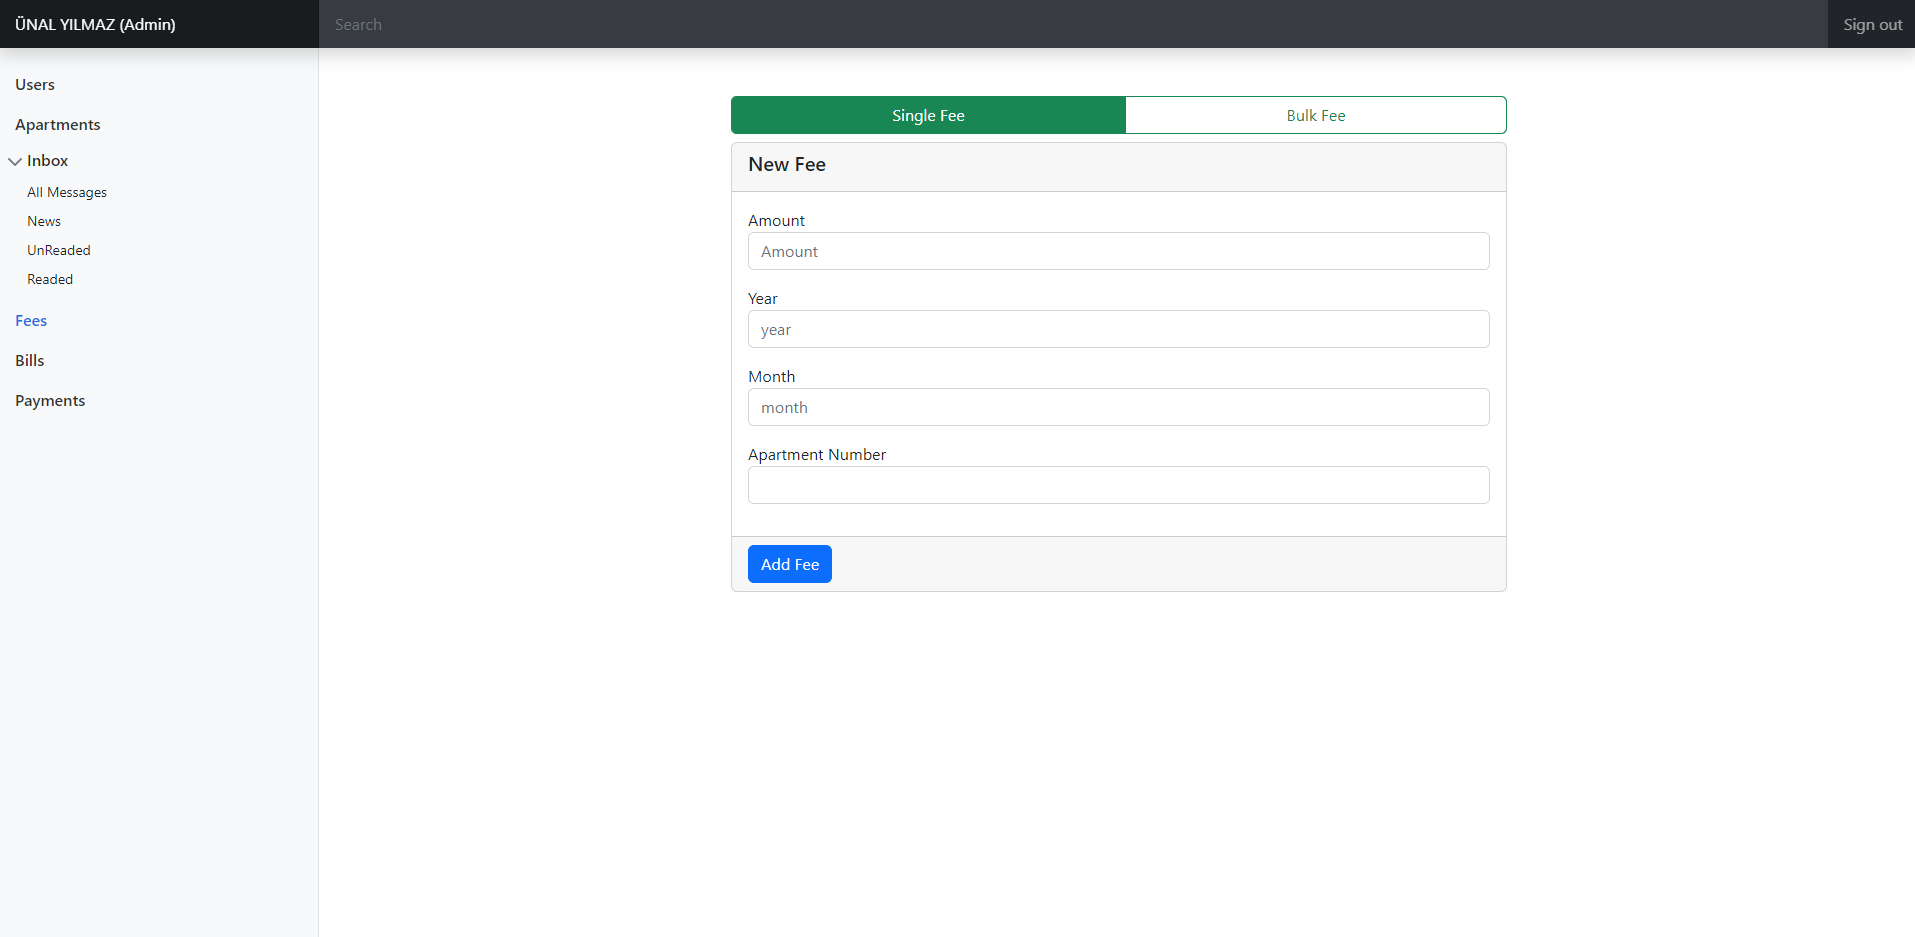 ÜNAL YILMAZ (Admin)
Search
Sign out
Users
Apartments
Inbox
All Messages
News
UnReaded
Readed
Fees
Bills
Payments
Single Fee
Bulk Fee
New Fee
Amount
Amount
Year
year
Month
month
Apartment Number
Add Fee